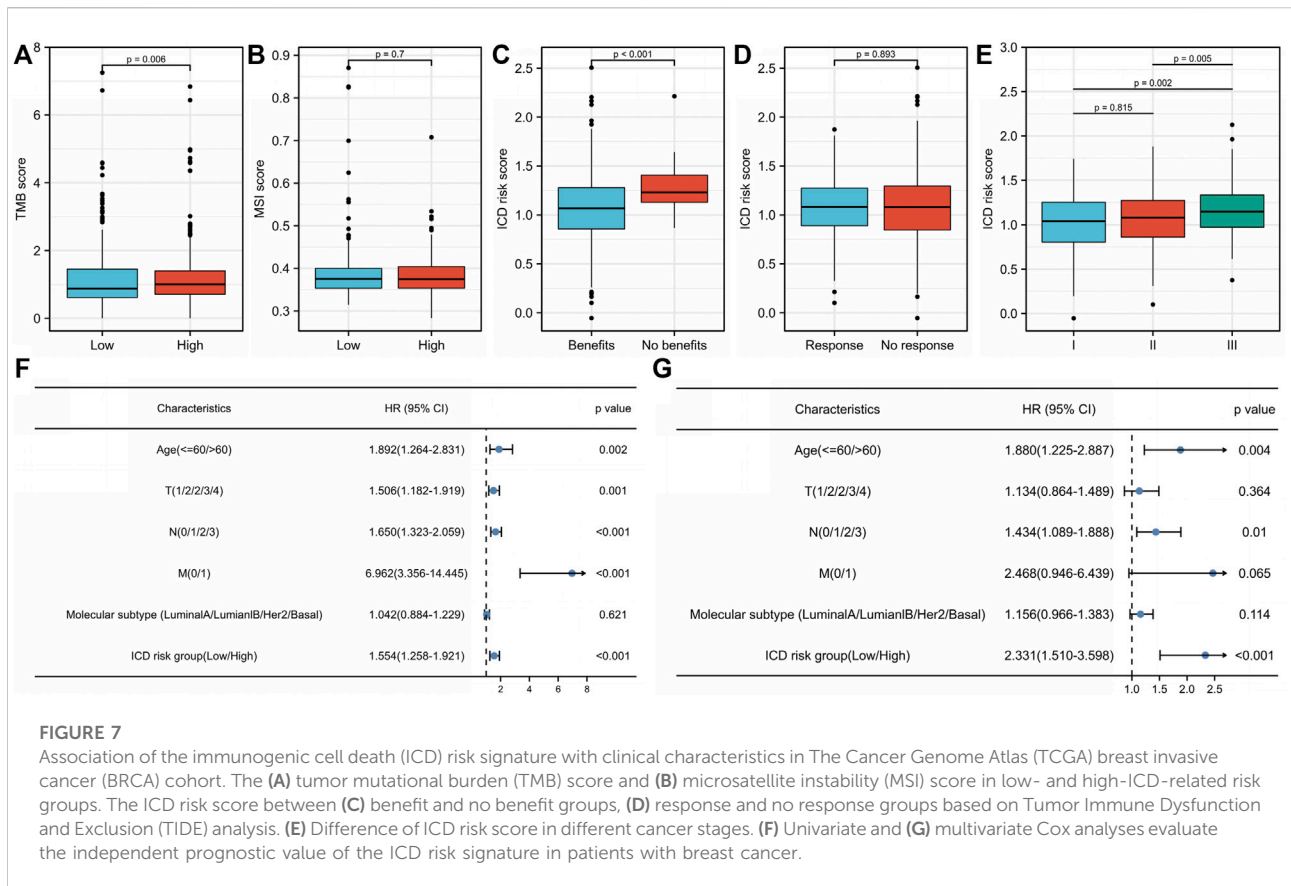 A
8
6
4
2
0
TMB score
p = 0.006
Low
High
B
0.9
0.8
0.7
0.6
0.5
0.4
0.3
MSI score
p = 0.7
Low
High
C
2.5
2.0
1.5
1.0
0.5
0.0
ICD risk score
p < 0.001
Benefits
No benefits
D
2.5
2.0
1.5
1.0
0.5
0.0
ICD risk score
p = 0.893
Response
No response
E
3.0
2.5
2.0
1.5
1.0
0.5
0.0
ICD risk score
p = 0.005
p = 0.002
p = 0.815
I
II
III
F
Characteristics HR (95% CI) p value
Age(<=60/>60) 1.892(1.264-2.831) 0.002
T(1/2/2/3/4) 1.506(1.182-1.919) 0.001
N(0/1/2/3) 1.650(1.323-2.059) <0.001
M(0/1) 6.962(3.356-14.445) <0.001
Molecular subtype (LuminalA/LumianlB/Her2/Basal) 1.042(0.884-1.229) 0.621
ICD risk group(Low/High) 1.554(1.258-1.921) <0.001
2 4 6 8
G
Characteristics HR (95% CI) p value
Age(<=60/>60) 1.880(1.225-2.887) 0.004
T(1/2/2/3/4) 1.134(0.864-1.489) 0.364
N(0/1/2/3) 1.434(1.089-1.888) 0.01
M(0/1) 2.468(0.946-6.439) 0.065
Molecular subtype (LuminalA/LumianlB/Her2/Basal) 1.156(0.966-1.383) 0.114
ICD risk group(Low/High) 2.331(1.510-3.598) <0.001
1.0 1.5 2.0 2.5
FIGURE 7
Association of the immunogenic cell death (ICD) risk signature with clinical characteristics in The Cancer Genome Atlas (TCGA) breast invasive
cancer (BRCA) cohort. The (A) tumor mutational burden (TMB) score and (B) microsatellite instability (MSI) score in low- and high-ICD-related risk
groups. The ICD risk score between (C) benefit and no benefit groups, (D) response and no response groups based on Tumor Immune Dysfunction
and Exclusion (TIDE) analysis. (E) Difference of ICD risk score in different cancer stages. (F) Univariate and (G) multivariate Cox analyses evaluate
the independent prognostic value of the ICD risk signature in patients with breast cancer.